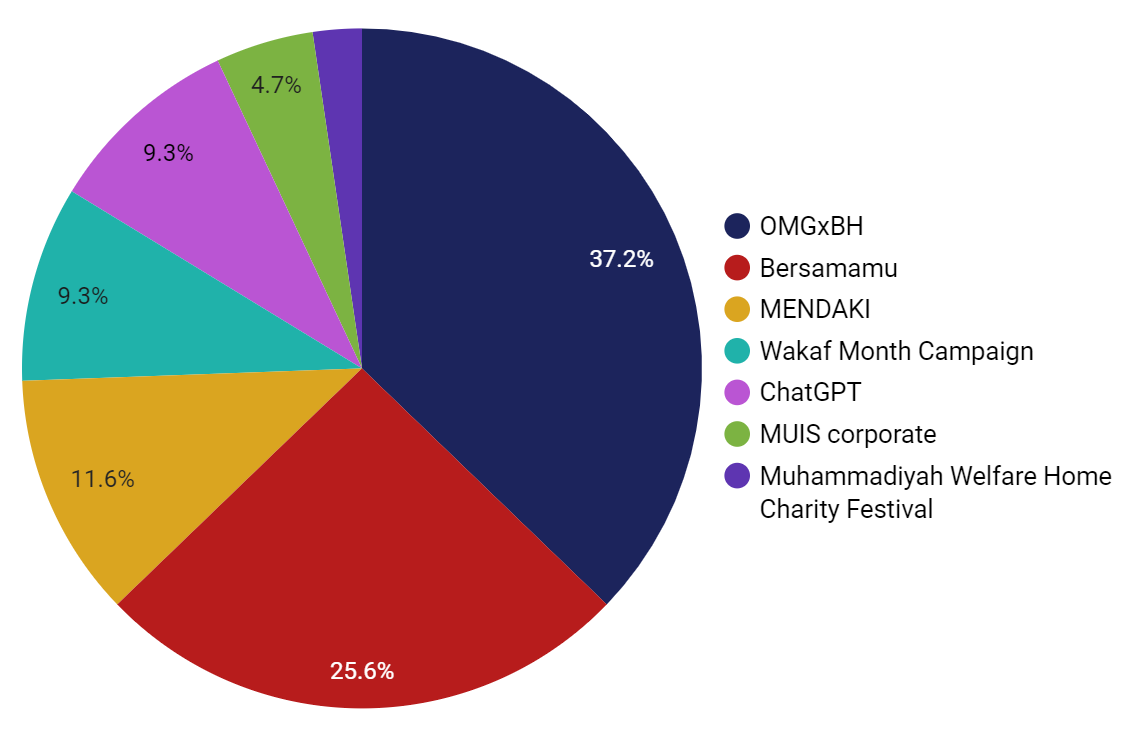 4.7%
9.3%
9.3%
11.6%
25.6%
37.2%
OMGxBH
Bersamamu
MENDAKI
Wakaf Month Campaign
ChatGPT
MUIS corporate
Muhammadiyah Welfare Home
Charity Festival